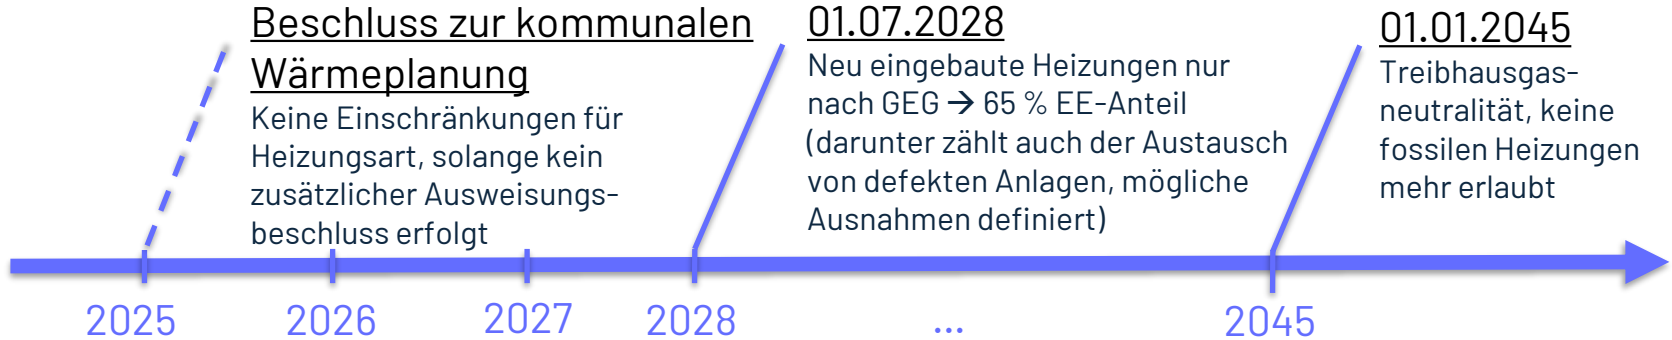 Beschluss zur kommunalen
Wärmeplanung
Keine Einschränkungen für
Heizungsart, solange kein
zusätzlicher Ausweisungs-
beschluss erfolgt
01.07.2028
Neu eingebaute Heizungen nur
nach GEG → 65 % EE-Anteil
(darunter zählt auch der Austausch
von defekten Anlagen, mögliche
Ausnahmen definiert)
01.01.2045
Treibhausgas-
neutralität, keine
fossilen Heizungen
mehr erlaubt
2025 2026 2027 2028 ... 2045